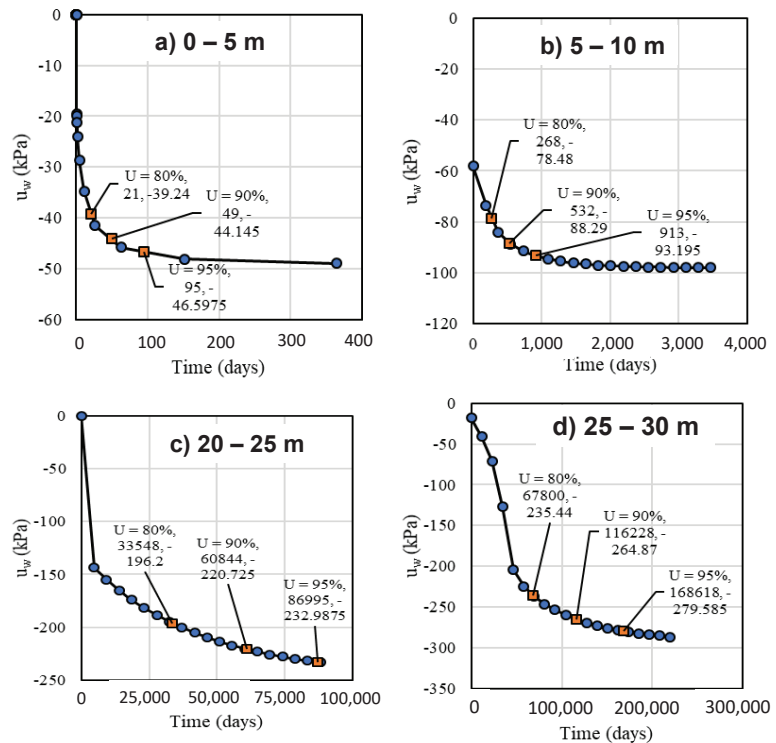 a) 0 – 5 m
0
-10
-20
-30
-40
-50
-60
u_w (kPa)
U = 80%,
21, -39.24
U = 90%,
49, -
44.145
U = 95%,
95, -
46.5975
0
100
200
300
400
Time (days)
b) 5 – 10 m
0
-20
-40
-60
-80
-100
-120
u_w (kPa)
U = 80%,
268, -
78.48
U = 90%,
532, -
88.29
U = 95%,
913, -
93.195
0
1,000
2,000
3,000
4,000
Time (days)
c) 20 – 25 m
0
-50
-100
-150
-200
-250
u_w (kPa)
U = 80%,
33548, -
196.2
U = 90%,
60844, -
220.725
U = 95%,
86995, -
232.9875
0
25,000
50,000
75,000
100,000
Time (days)
d) 25 – 30 m
0
-50
-100
-150
-200
-250
-300
-350
u_w (kPa)
U = 80%,
67800, -
235.44
U = 90%,
116228, -
264.87
U = 95%,
168618, -
279.585
0
100,000
200,000
300,000
Time (days)